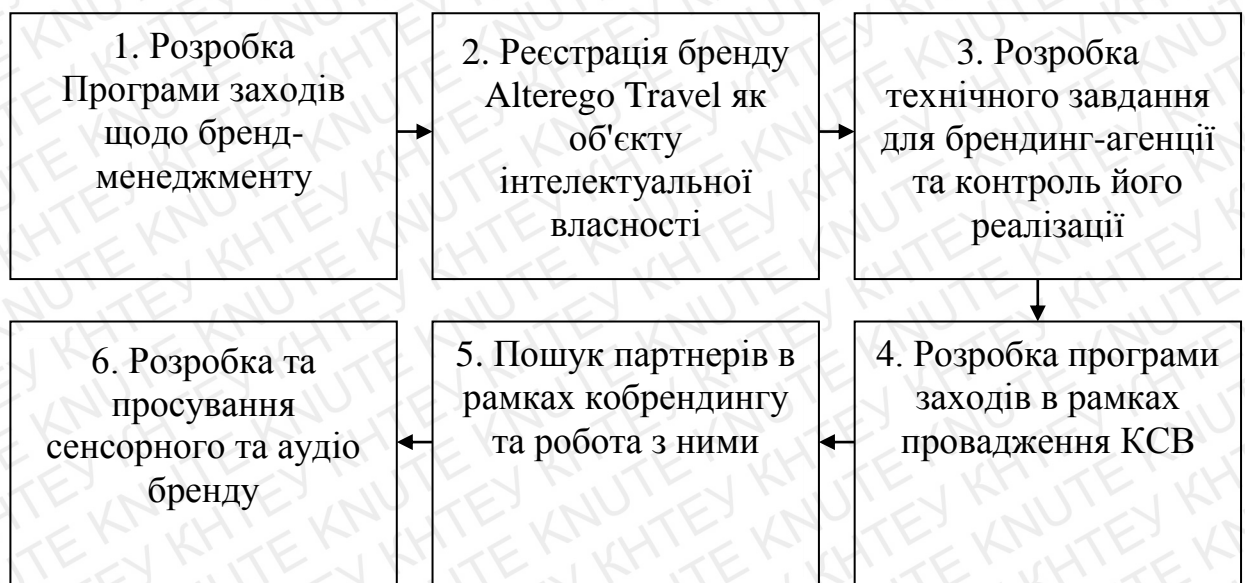 1. Розробка
Програми заходів
щодо бренд-
менеджменту
2. Реєстрація бренду
Alterego Travel як
об'єкту
інтелектуальної
власності
3. Розробка
технічного завдання
для брендинг-агенції
та контроль його
реалізації
4. Розробка програми
заходів в рамках
провадження КСВ
5. Пошук партнерів в
рамках кобрендингу
та робота з ними
6. Розробка та
просування
сенсорного та аудіо
бренду